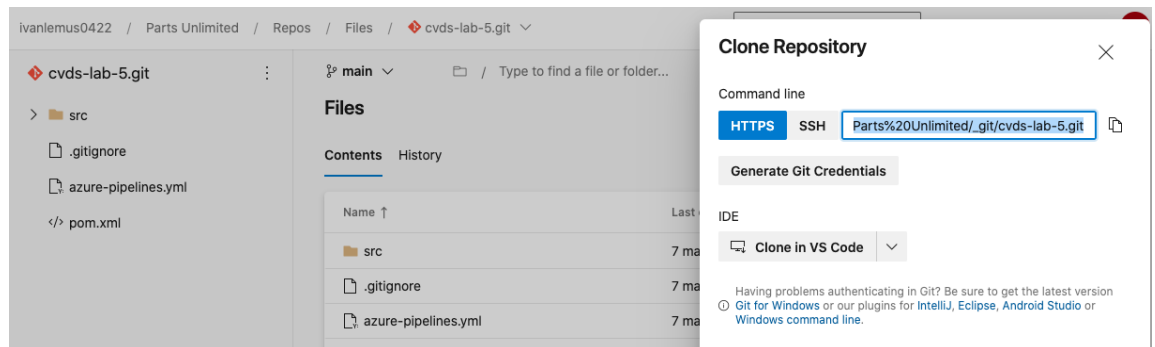 ivanlemus0422 / Parts Unlimited / Repos / Files / cvds-lab-5.git
cvds-lab-5.git
src
.gitignore
azure-pipelines.yml
pom.xml
main
/ Type to find a file or folder...
Files
Contents History
Name ↑ Last
src 7 ma
.gitignore 7 ma
azure-pipelines.yml 7 ma
Clone Repository
Command line
HTTPS SSH Parts%20Unlimited/_git/cvds-lab-5.git
Generate Git Credentials
IDE
Clone in VS Code
Having problems authenticating in Git? Be sure to get the latest version
Git for Windows or our plugins for IntelliJ, Eclipse, Android Studio or
Windows command line.